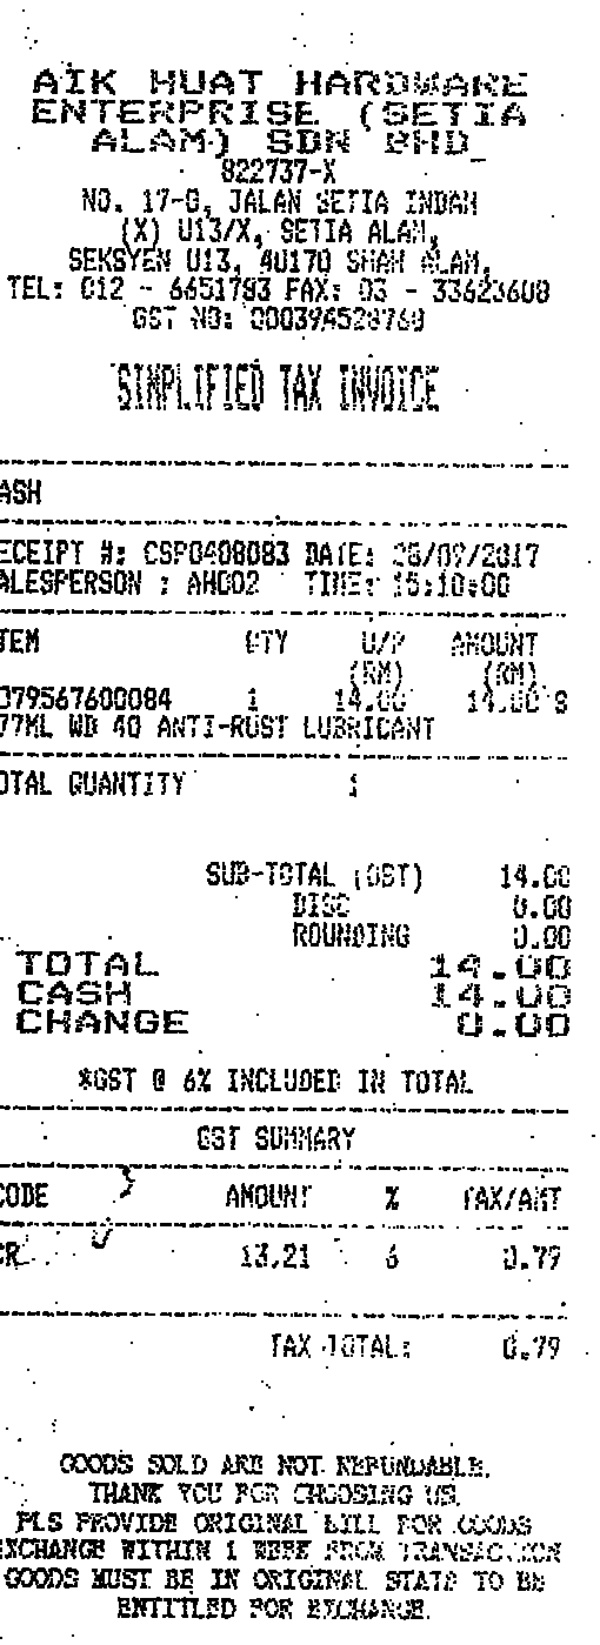 AIK HUAT HARDWARE
ENTERPRISE (SETIA
ALAM) SDN BHD
822737-X
NO. 17-G, JALAN SETIA INDAH
(X) U13/X, SETIA ALAM,
SEKSYEN U13, 40170 SHAH ALAM,
TEL: 012 - 6651783 FAX: 03 - 33623608
GST NO: 000394528768
SIMPLIFIED TAX INVOICE
ASH
ECEIPT #: CSP0408083 DATE: /2017
ALESPERSON : AH002 TIME: 15:10:00
TEM QTY U/P AMOUNT
(RM) (RM)
079567600084 1 14.00 14.00 S
77ML WD 40 ANTI-RUST LUBRICANT
OTAL QUANTITY 1
SUB-TOTAL (GST) 14.00
DISC 0.00
ROUNDING 0.00
TOTAL 14.00
CASH 14.00
CHANGE 0.00
*GST @ 6% INCLUDED IN TOTAL
GST SUMMARY
CODE AMOUNT % TAX/AMT
CR 13.21 6 0.79
TAX TOTAL: 0.79
GOODS SOLD ARE NOT REFUNDABLE.
THANK YOU FOR CHOOSING US.
PLS PROVIDE ORIGINAL BILL FOR GOODS
EXCHANGE WITHIN 1 WEEK FROM TRANSACTION
GOODS MUST BE IN ORIGINAL STATE TO BE
ENTITLED FOR EXCHANGE.